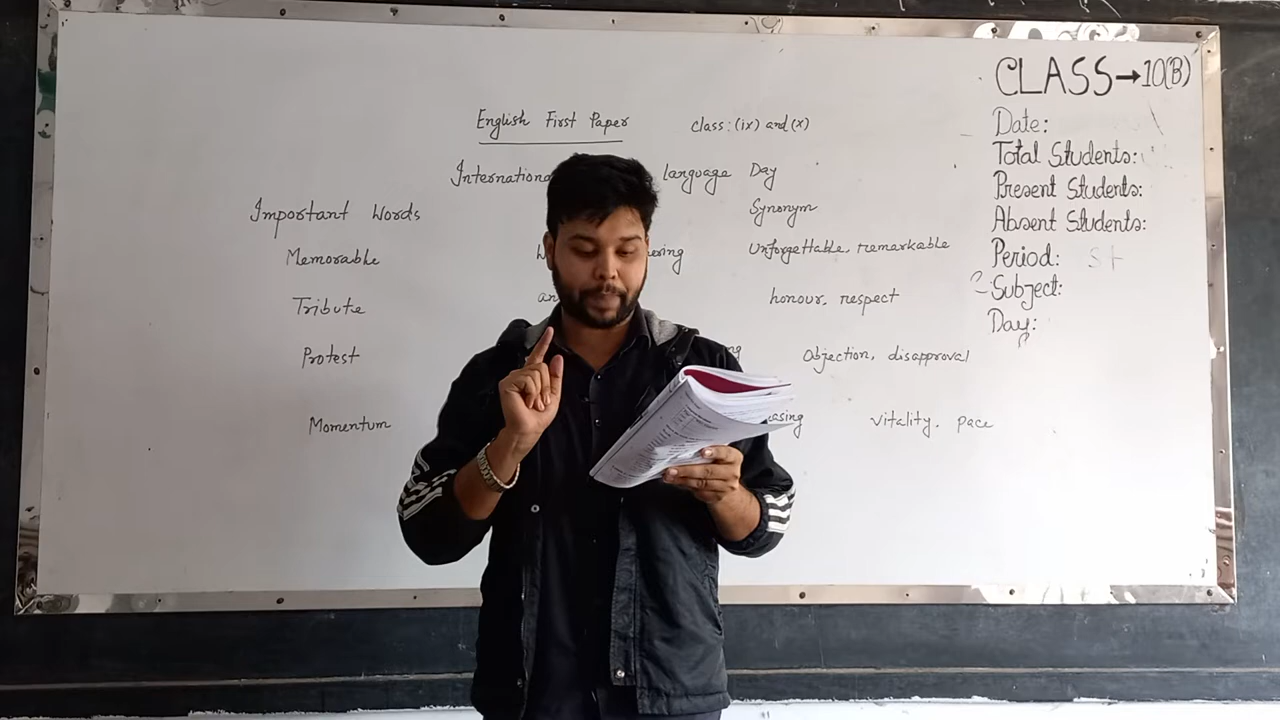 English First Paper class: (ix) and (x)
language Day
Important Words Synonym
Memorable Unforgettable, remarkable
Tribute honour, respect
Protest Objection, disapproval
Momentum vitality, pace
CLASS→10(B)
Date:
Total Students:
Present Students:
Absent Students:
Period:
Subject:
Day: